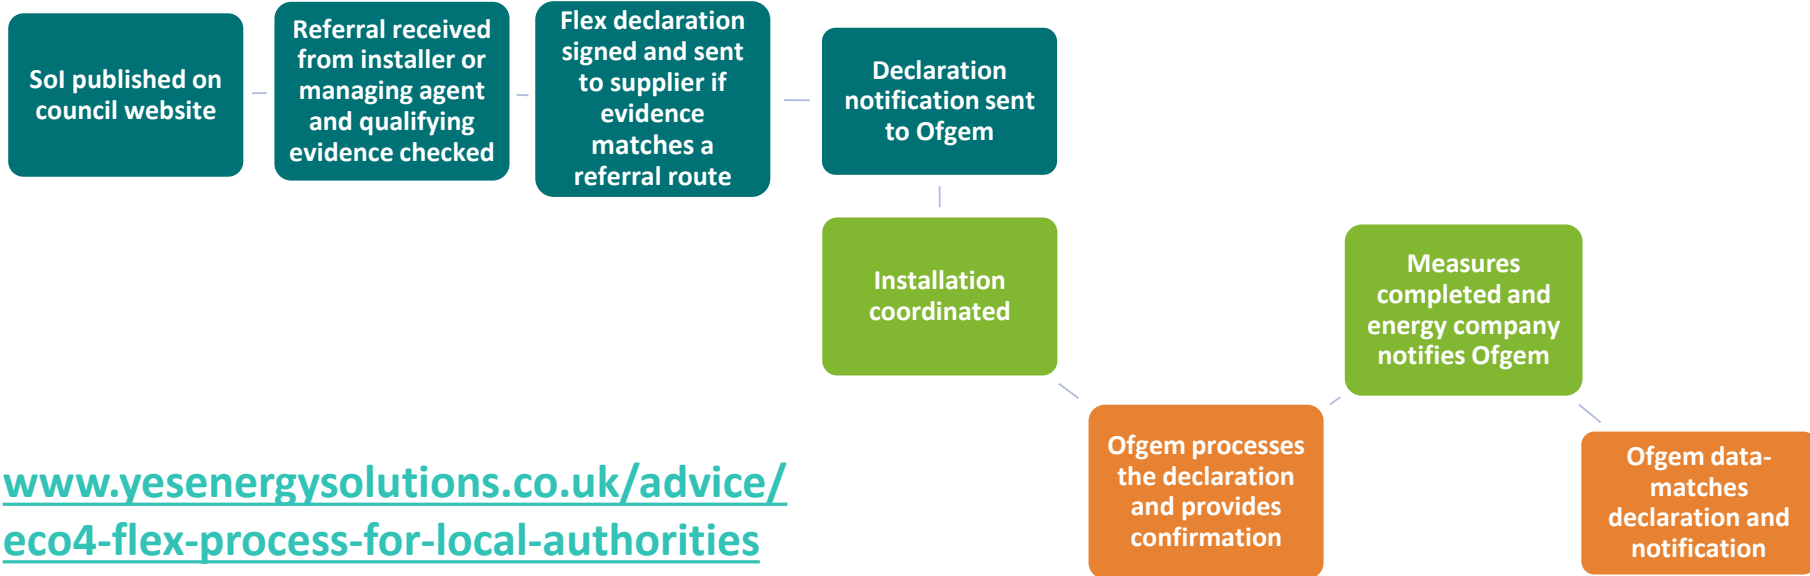 SoI published on
council website
Referral received
from installer or
managing agent
and qualifying
evidence checked
Flex declaration
signed and sent
to supplier if
evidence
matches a
referral route
Declaration
notification sent
to Ofgem
Installation
coordinated
Ofgem processes
the declaration
and provides
confirmation
Measures
completed and
energy company
notifies Ofgem
Ofgem data-
matches
declaration and
notification
www.yesenergysolutions.co.uk/advice/
eco4-flex-process-for-local-authorities